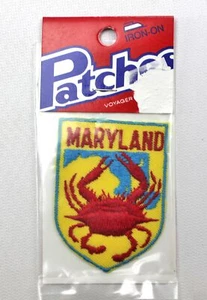 IRON-ON
Patches
VOYAGER
MARYLAND